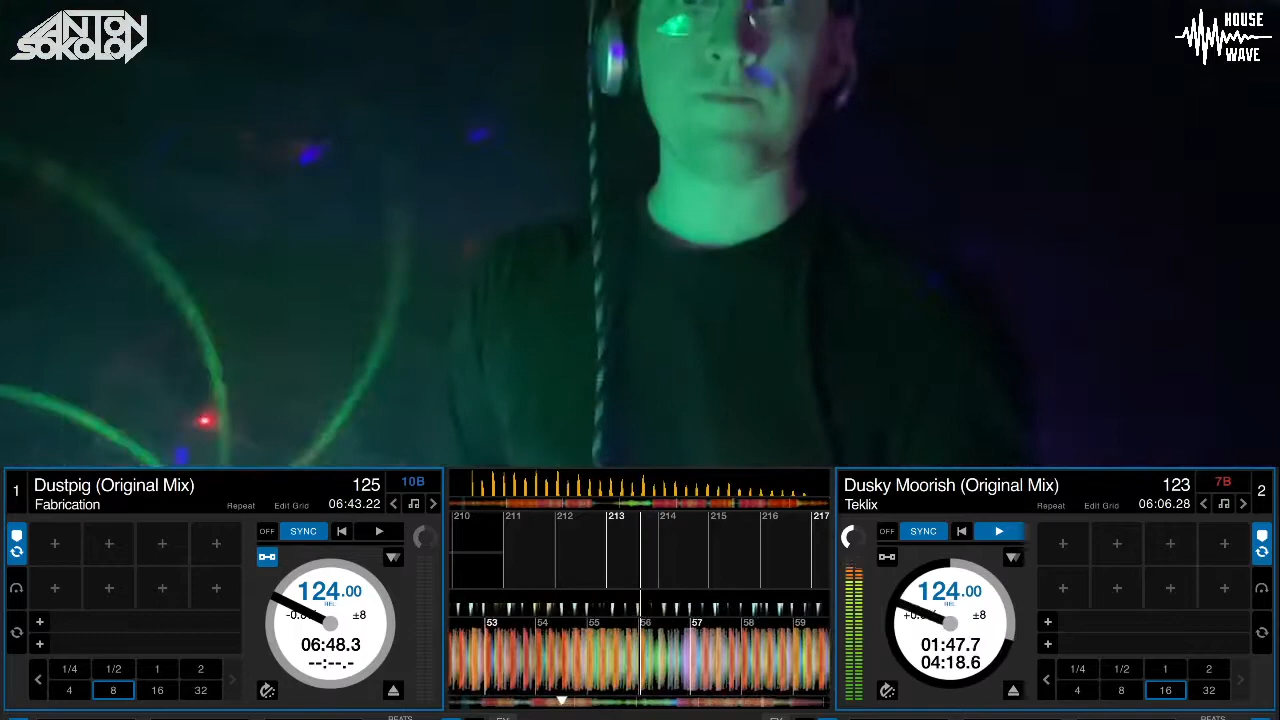 ANTON
SOKOLOV
HOUSE
WAVE
1
Dustpig (Original Mix)
125
10B
Fabrication
Repeat
Edit Grid
06:43.22
OFF
SYNC
124.00
REL
±8
06:48.3
--:--.-
1/4 1/2 1 2
4 8 16 32
210 211 212 213 214 215 216 217
53 54 55 56 57 58 59
Dusky Moorish (Original Mix)
123
7B
2
Teklix
Repeat
Edit Grid
06:06.28
OFF
SYNC
124.00
REL
±8
01:47.7
04:18.6
1/4 1/2 1 2
4 8 16 32
BEATS